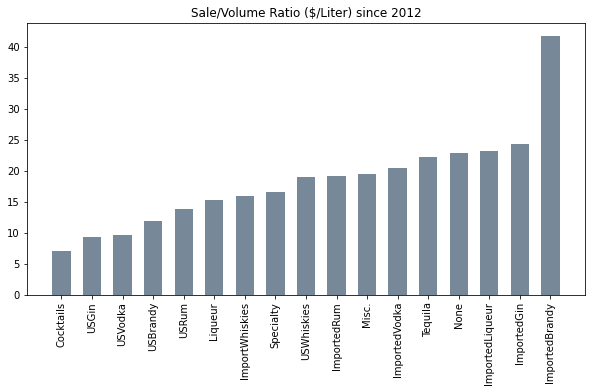 Sale/Volume Ratio ($/Liter) since 2012
40
35
30
25
20
15
10
5
0
Cocktails
USGin
USVodka
USBrandy
USRum
Liqueur
ImportWhiskies
Specialty
USWhiskies
ImportedRum
Misc.
ImportedVodka
Tequila
None
ImportedLiqueur
ImportedGin
ImportedBrandy